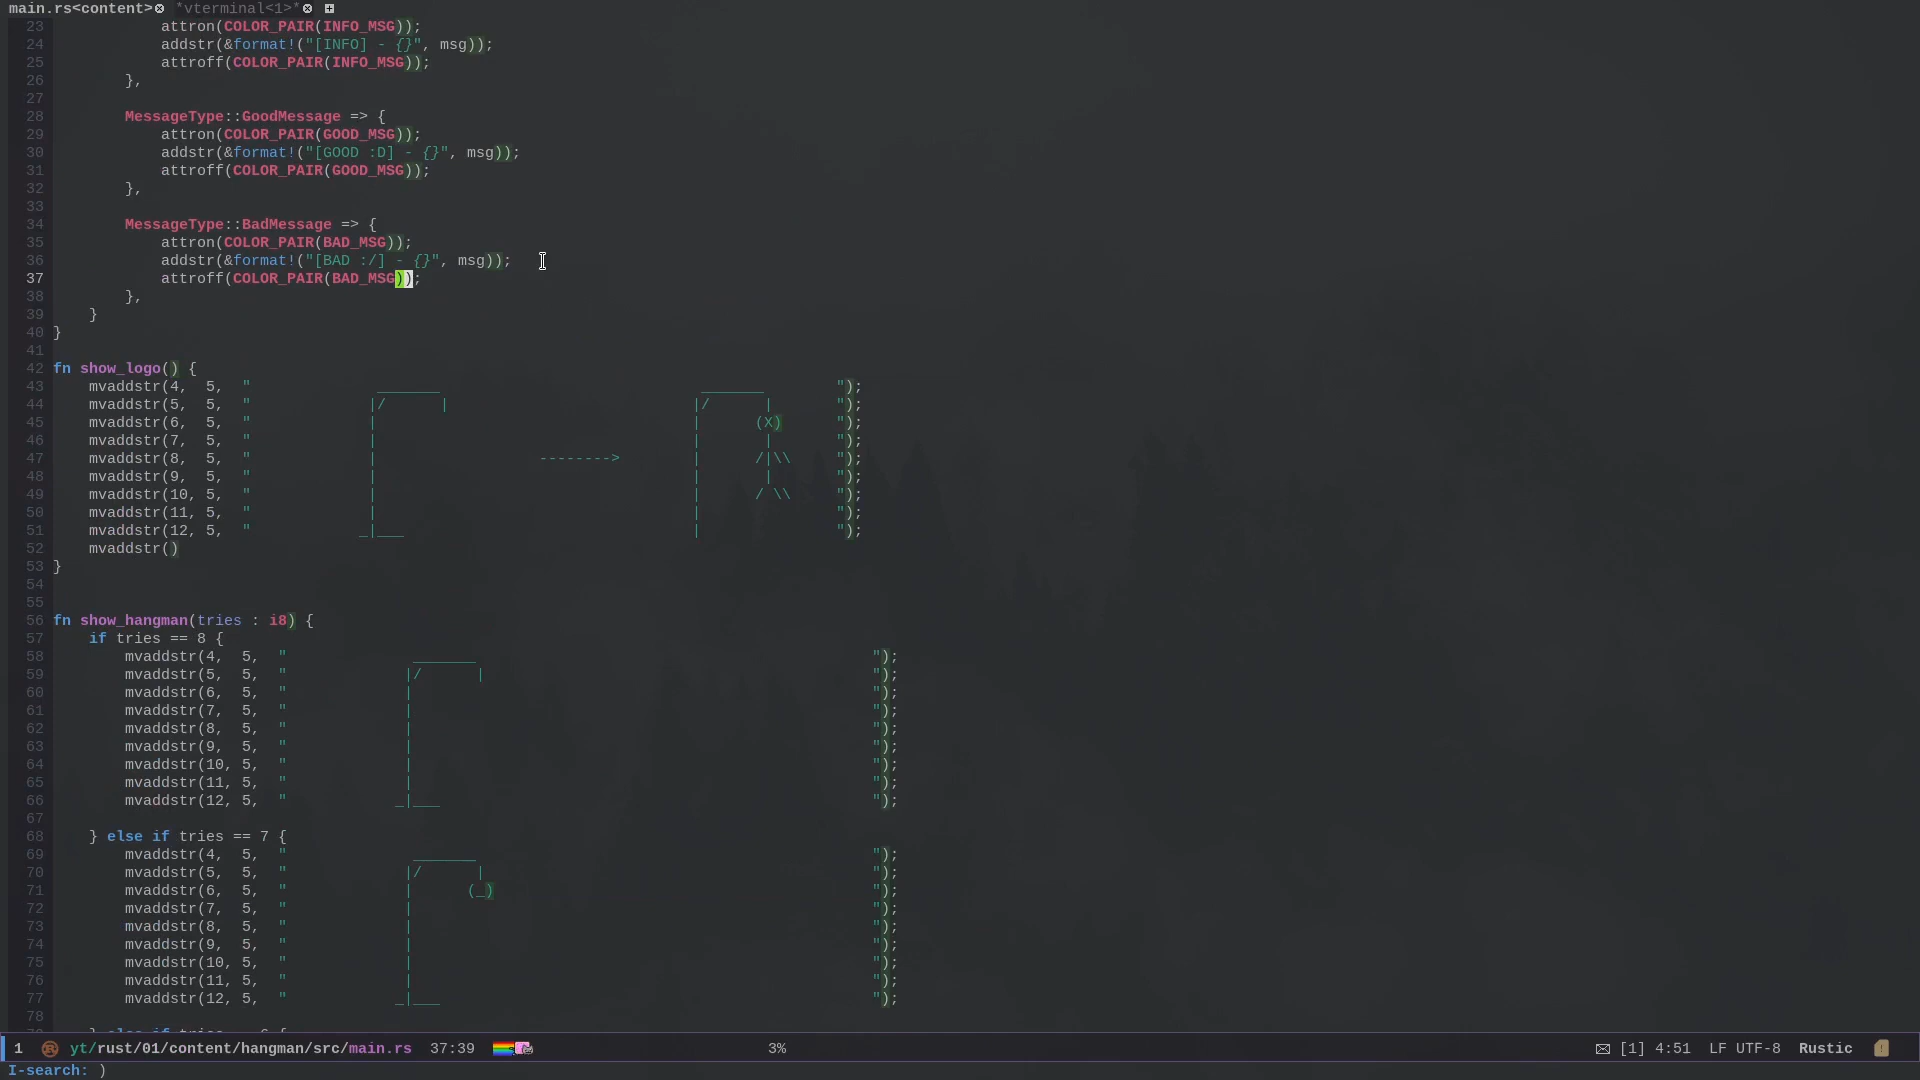 main.rs<content> *vterminal<1>*
23             attron(COLOR_PAIR(INFO_MSG));
24             addstr(&format!("[INFO] - {}", msg));
25             attroff(COLOR_PAIR(INFO_MSG));
26         },
27
28         MessageType::GoodMessage => {
29             attron(COLOR_PAIR(GOOD_MSG));
30             addstr(&format!("[GOOD :D] - {}", msg));
31             attroff(COLOR_PAIR(GOOD_MSG));
32         },
33
34         MessageType::BadMessage => {
35             attron(COLOR_PAIR(BAD_MSG));
36             addstr(&format!("[BAD :/] - {}", msg));
37             attroff(COLOR_PAIR(BAD_MSG));
38         },
39     }
40 }
41
42 fn show_logo() {
43     mvaddstr(4,  5,  "              _______                             _______        ");
44     mvaddstr(5,  5,  "             |/      |                           |/      |       ");
45     mvaddstr(6,  5,  "             |                                   |      (X)      ");
46     mvaddstr(7,  5,  "             |                                   |       |       ");
47     mvaddstr(8,  5,  "             |                  -------->        |      /|\\     ");
48     mvaddstr(9,  5,  "             |                                   |       |       ");
49     mvaddstr(10, 5,  "             |                                   |      / \\     ");
50     mvaddstr(11, 5,  "             |                                   |               ");
51     mvaddstr(12, 5,  "            _|___                                |               ");
52     mvaddstr()
53 }
54
55
56 fn show_hangman(tries : i8) {
57     if tries == 8 {
58         mvaddstr(4,  5,  "              _______                                            ");
59         mvaddstr(5,  5,  "             |/      |                                           ");
60         mvaddstr(6,  5,  "             |                                                   ");
61         mvaddstr(7,  5,  "             |                                                   ");
62         mvaddstr(8,  5,  "             |                                                   ");
63         mvaddstr(9,  5,  "             |                                                   ");
64         mvaddstr(10, 5,  "             |                                                   ");
65         mvaddstr(11, 5,  "             |                                                   ");
66         mvaddstr(12, 5,  "            _|___                                                ");
67
68     } else if tries == 7 {
69         mvaddstr(4,  5,  "              _______                                            ");
70         mvaddstr(5,  5,  "             |/      |                                           ");
71         mvaddstr(6,  5,  "             |      (_)                                          ");
72         mvaddstr(7,  5,  "             |                                                   ");
73         mvaddstr(8,  5,  "             |                                                   ");
74         mvaddstr(9,  5,  "             |                                                   ");
75         mvaddstr(10, 5,  "             |                                                   ");
76         mvaddstr(11, 5,  "             |                                                   ");
77         mvaddstr(12, 5,  "            _|___                                                ");
78
1 yt/rust/01/content/hangman/src/main.rs 37:39 3% [1] 4:51 LF UTF-8 Rustic
I-search: )